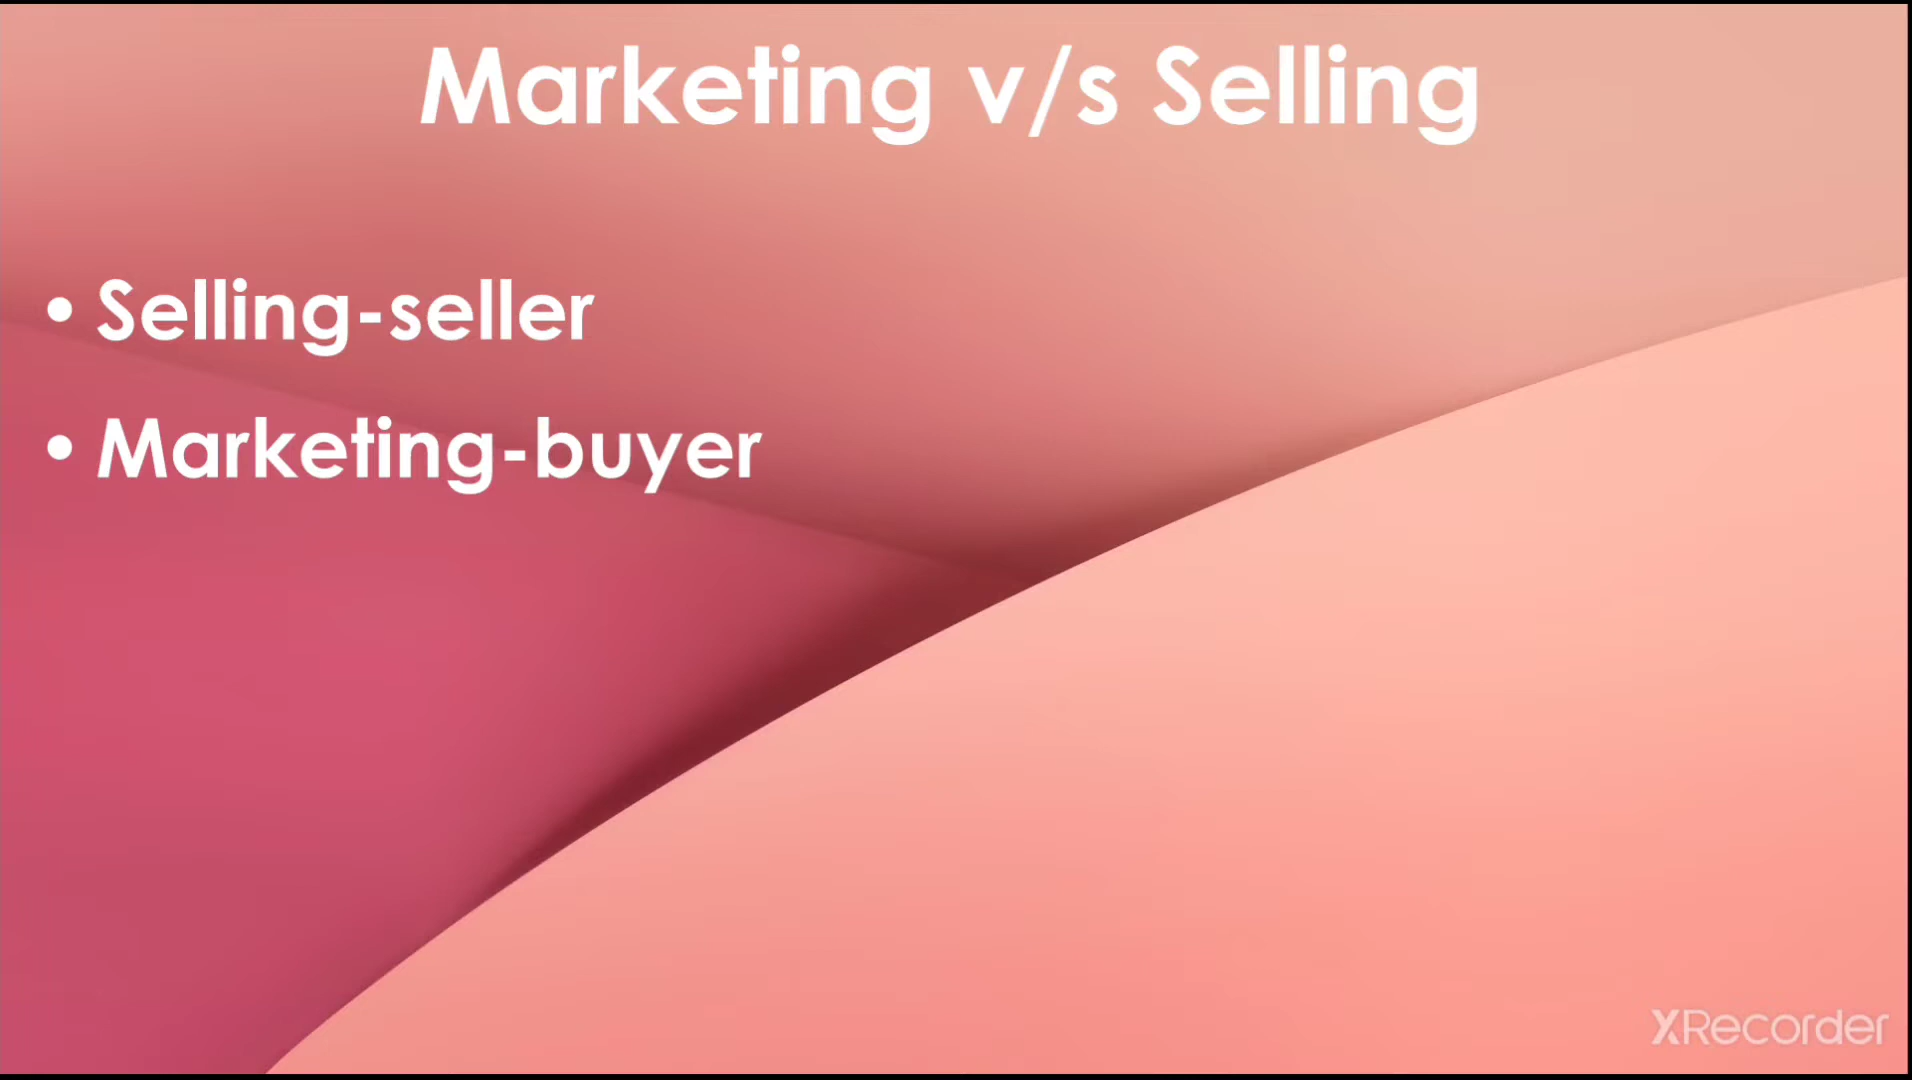 Marketing v/s Selling
• Selling-seller
• Marketing-buyer
XRecorder